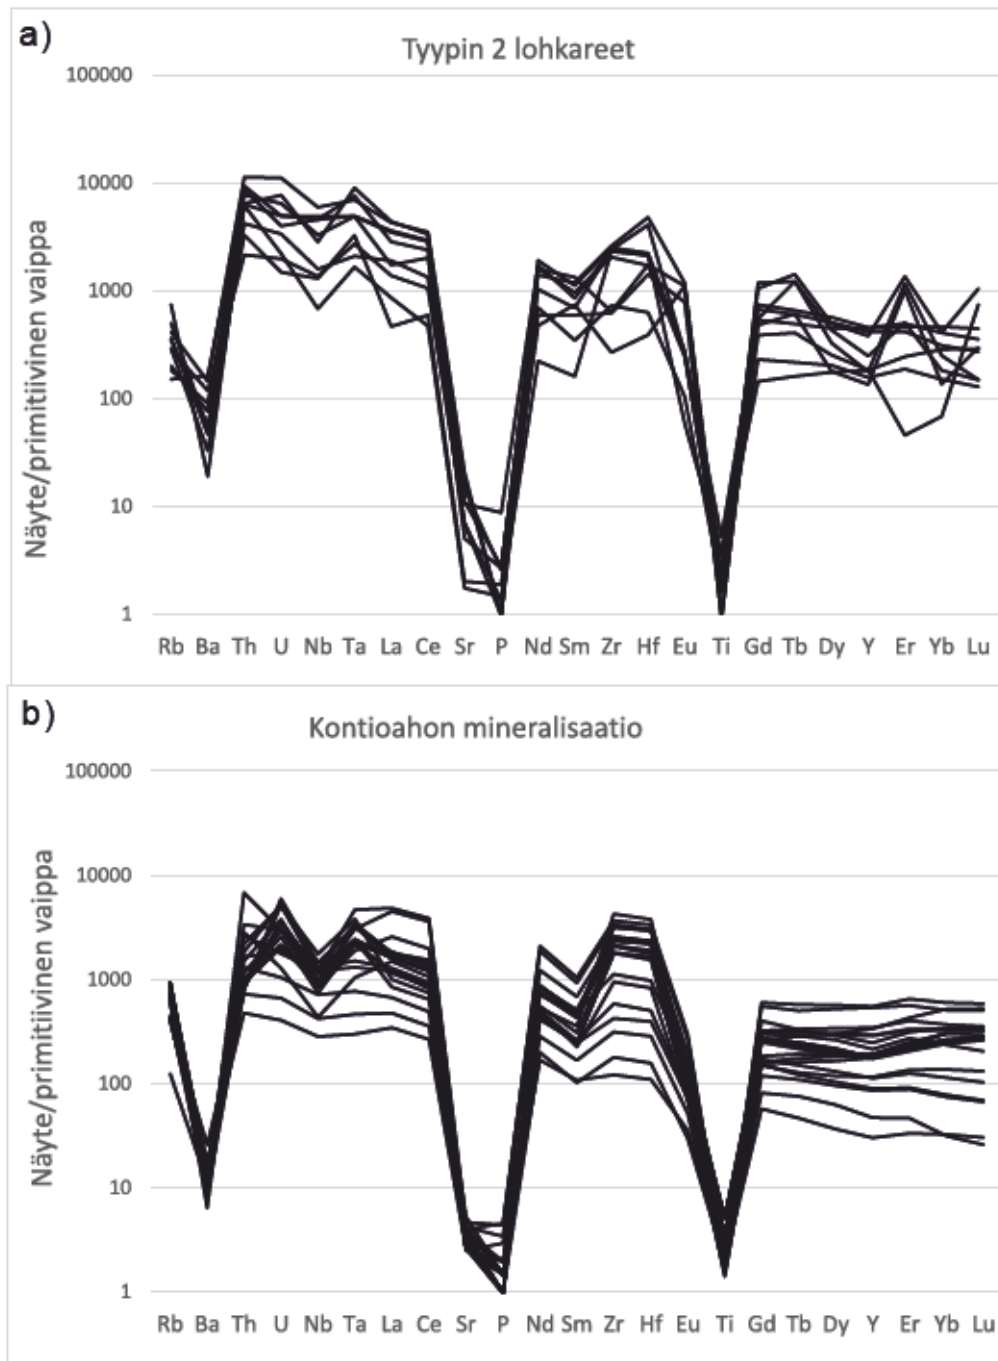 a)
Tyypin 2 lohkareet
100000
10000
1000
100
10
1
Näyte/primitiivinen vaippa
Rb Ba Th U Nb Ta La Ce Sr P Nd Sm Zr Hf Eu Ti Gd Tb Dy Y Er Yb Lu
b)
Kontioahon mineralisaatio
100000
10000
1000
100
10
1
Näyte/primitiivinen vaippa
Rb Ba Th U Nb Ta La Ce Sr P Nd Sm Zr Hf Eu Ti Gd Tb Dy Y Er Yb Lu